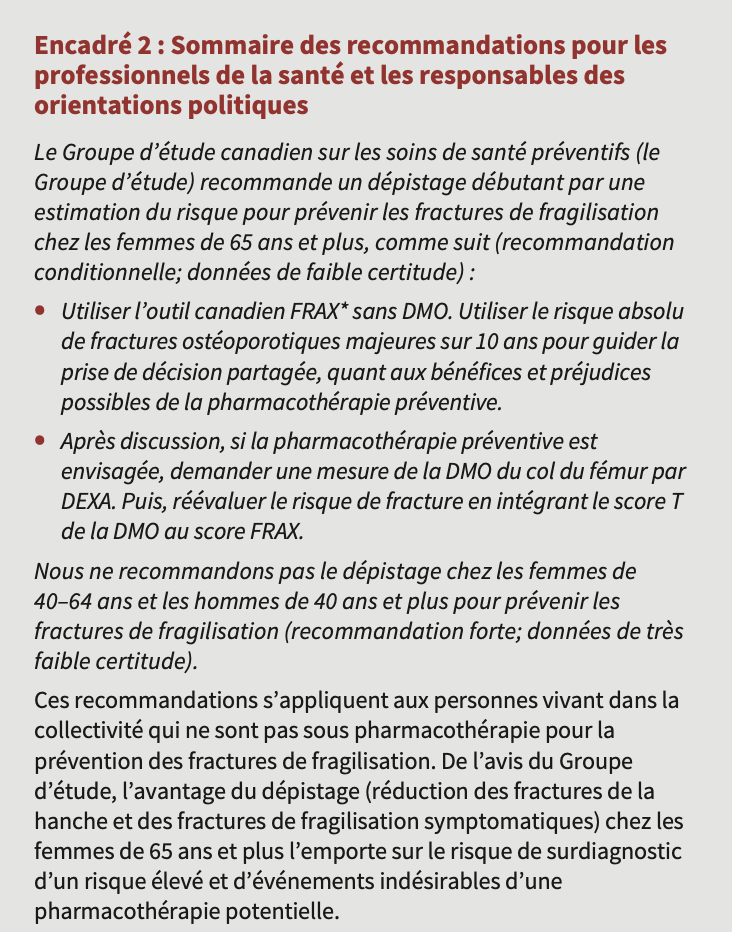 Encadré 2 : Sommaire des recommandations pour les
professionnels de la santé et les responsables des
orientations politiques
Le Groupe d’étude canadien sur les soins de santé préventifs (le
Groupe d’étude) recommande un dépistage débutant par une
estimation du risque pour prévenir les fractures de fragilisation
chez les femmes de 65 ans et plus, comme suit (recommandation
conditionnelle; données de faible certitude) :
• Utiliser l’outil canadien FRAX* sans DMO. Utiliser le risque absolu
de fractures ostéoporotiques majeures sur 10 ans pour guider la
prise de décision partagée, quant aux bénéfices et préjudices
possibles de la pharmacothérapie préventive.
• Après discussion, si la pharmacothérapie préventive est
envisagée, demander une mesure de la DMO du col du fémur par
DEXA. Puis, réévaluer le risque de fracture en intégrant le score T
de la DMO au score FRAX.
Nous ne recommandons pas le dépistage chez les femmes de
40–64 ans et les hommes de 40 ans et plus pour prévenir les
fractures de fragilisation (recommandation forte; données de très
faible certitude).
Ces recommandations s’appliquent aux personnes vivant dans la
collectivité qui ne sont pas sous pharmacothérapie pour la
prévention des fractures de fragilisation. De l’avis du Groupe
d’étude, l’avantage du dépistage (réduction des fractures de la
hanche et des fractures de fragilisation symptomatiques) chez les
femmes de 65 ans et plus l’emporte sur le risque de surdiagnostic
d’un risque élevé et d’événements indésirables d’une
pharmacothérapie potentielle.